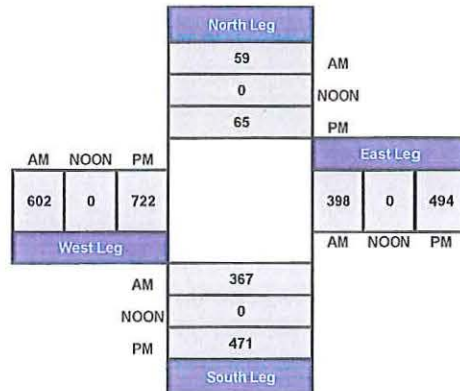 North Leg
59 AM
0 NOON
65 PM
AM NOON PM
East Leg
602 0 722
398 0 494
West Leg
AM NOON PM
AM 367
NOON 0
PM 471
South Leg